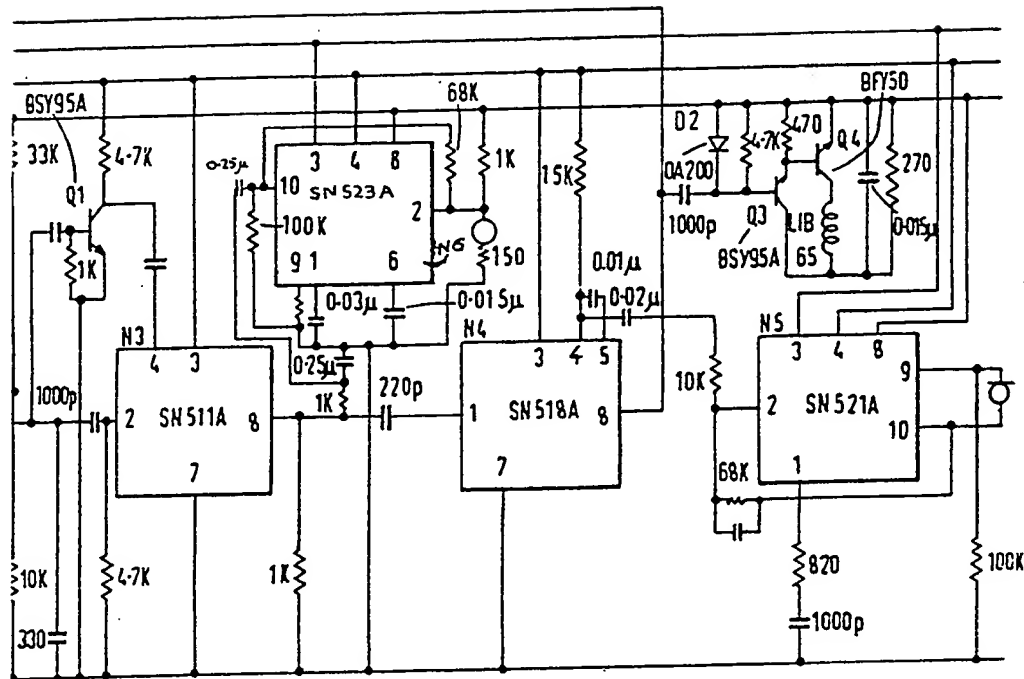 BSY95A
68K
BFY50
D2
33K
4·7K
0·25μ
3 4 8
1K
15K
OA200
4·7K
470
Q4
270
Q1
10
SN523A
2
100K
1000p
Q3
BSY95A
L1B
65
0·015μ
1K
N6
150
9 1 6
0·03μ
0·015μ
0.01μ
0·02μ
N3
N4
N5
4 3
0·25μ
3 4 5
3 4 8
9
1000p
220p
10K
2
SN511A
8
1K
1
SN518A
8
2
SN521A
10
7
7
68K
1
10K
4·7K
1K
820
100K
330
1000p